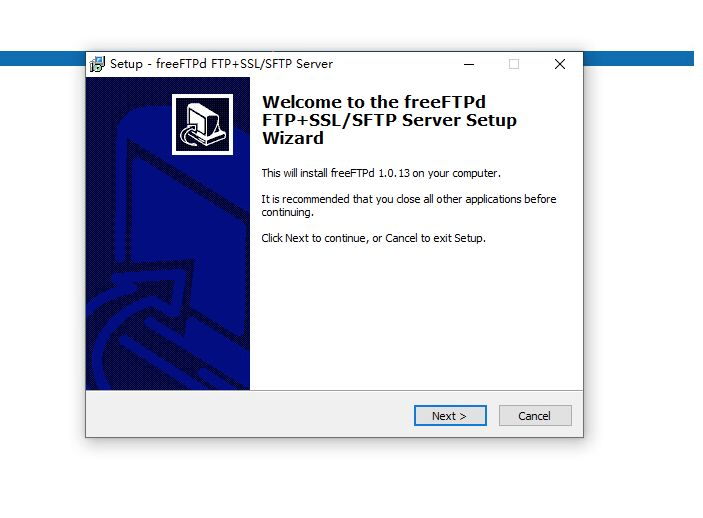 Setup - freeFTPd FTP+SSL/SFTP Server
Welcome to the freeFTPd
FTP+SSL/SFTP Server Setup
Wizard
This will install freeFTPd 1.0.13 on your computer.
It is recommended that you close all other applications before
continuing.
Click Next to continue, or Cancel to exit Setup.
Next >
Cancel